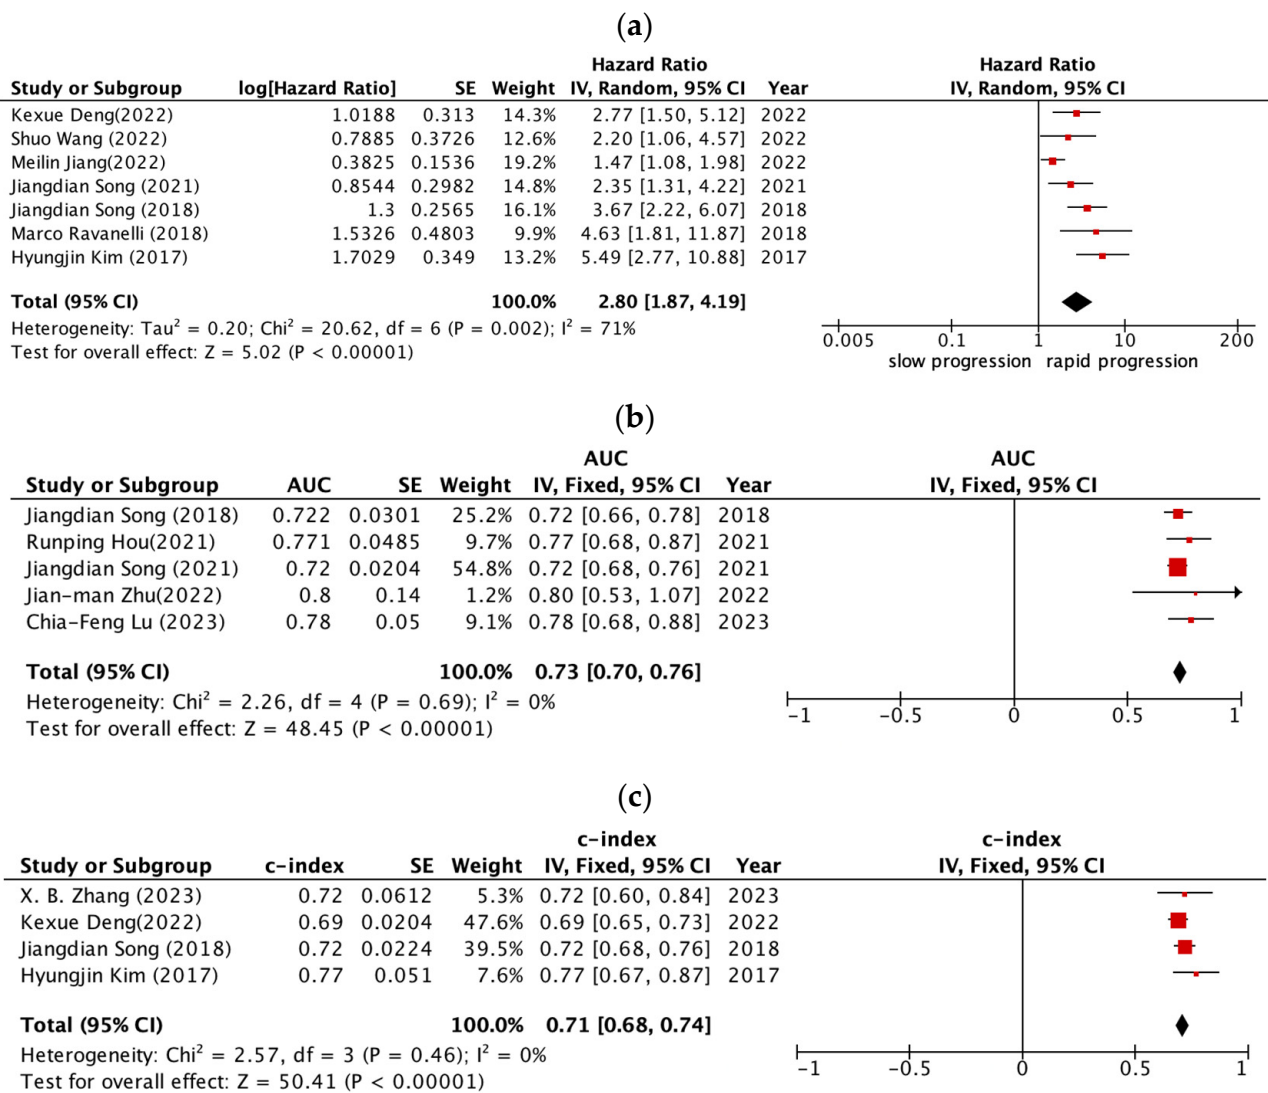 (a)
Hazard Ratio Hazard Ratio
Study or Subgroup log[Hazard Ratio] SE Weight IV, Random, 95% CI Year IV, Random, 95% CI
Kexue Deng(2022) 1.0188 0.313 14.3% 2.77 [1.50, 5.12] 2022
Shuo Wang (2022) 0.7885 0.3726 12.6% 2.20 [1.06, 4.57] 2022
Meilin Jiang(2022) 0.3825 0.1536 19.2% 1.47 [1.08, 1.98] 2022
Jiangdian Song (2021) 0.8544 0.2982 14.8% 2.35 [1.31, 4.22] 2021
Jiangdian Song (2018) 1.3 0.2565 16.1% 3.67 [2.22, 6.07] 2018
Marco Ravanelli (2018) 1.5326 0.4803 9.9% 4.63 [1.81, 11.87] 2018
Hyungjin Kim (2017) 1.7029 0.349 13.2% 5.49 [2.77, 10.88] 2017
Total (95% CI) 100.0% 2.80 [1.87, 4.19]
Heterogeneity: Tau² = 0.20; Chi² = 20.62, df = 6 (P = 0.002); I² = 71%
Test for overall effect: Z = 5.02 (P < 0.00001)
0.005 0.1 1 10 200
slow progression rapid progression
(b)
AUC AUC
Study or Subgroup AUC SE Weight IV, Fixed, 95% CI Year IV, Fixed, 95% CI
Jiangdian Song (2018) 0.722 0.0301 25.2% 0.72 [0.66, 0.78] 2018
Runping Hou(2021) 0.771 0.0485 9.7% 0.77 [0.68, 0.87] 2021
Jiangdian Song (2021) 0.72 0.0204 54.8% 0.72 [0.68, 0.76] 2021
Jian-man Zhu(2022) 0.8 0.14 1.2% 0.80 [0.53, 1.07] 2022
Chia-Feng Lu (2023) 0.78 0.05 9.1% 0.78 [0.68, 0.88] 2023
Total (95% CI) 100.0% 0.73 [0.70, 0.76]
Heterogeneity: Chi² = 2.26, df = 4 (P = 0.69); I² = 0%
Test for overall effect: Z = 48.45 (P < 0.00001)
-1 -0.5 0 0.5 1
(c)
c-index c-index
Study or Subgroup c-index SE Weight IV, Fixed, 95% CI Year IV, Fixed, 95% CI
X. B. Zhang (2023) 0.72 0.0612 5.3% 0.72 [0.60, 0.84] 2023
Kexue Deng(2022) 0.69 0.0204 47.6% 0.69 [0.65, 0.73] 2022
Jiangdian Song (2018) 0.72 0.0224 39.5% 0.72 [0.68, 0.76] 2018
Hyungjin Kim (2017) 0.77 0.051 7.6% 0.77 [0.67, 0.87] 2017
Total (95% CI) 100.0% 0.71 [0.68, 0.74]
Heterogeneity: Chi² = 2.57, df = 3 (P = 0.46); I² = 0%
Test for overall effect: Z = 50.41 (P < 0.00001)
-1 -0.5 0 0.5 1